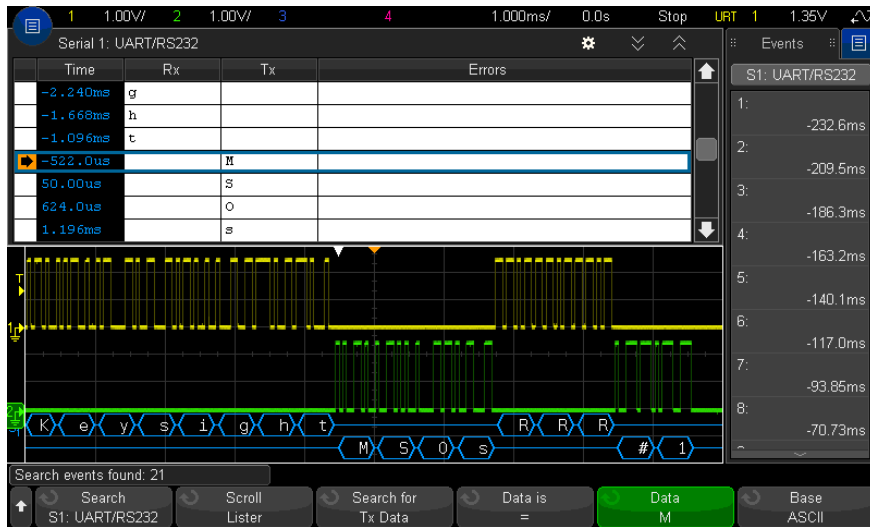 1 1.00V/ 2 1.00V/ 3 4 1.000ms/ 0.0s Stop URT 1 1.35V
Serial 1: UART/RS232
Time Rx Tx Errors
-2.240ms g
-1.668ms h
-1.096ms t
-522.0us M
50.00us S
624.0us O
1.196ms s
Events
S1: UART/RS232
1:
-232.6ms
2:
-209.5ms
3:
-186.3ms
4:
-163.2ms
5:
-140.1ms
6:
-117.0ms
7:
-93.85ms
8:
-70.73ms
T
1
2
K e y s i g h t R R R
M S O s # 1
Search events found: 21
Search Scroll Search for Data is Data Base
S1: UART/RS232 Lister Tx Data = M ASCII